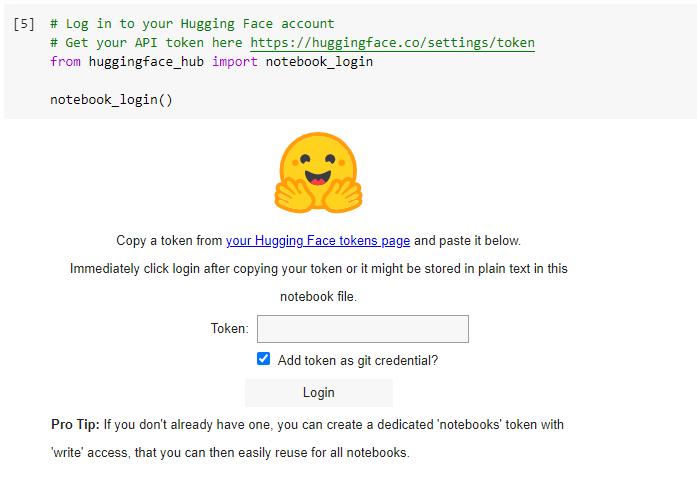 [5] # Log in to your Hugging Face account
# Get your API token here https://huggingface.co/settings/token
from huggingface_hub import notebook_login
notebook_login()
Copy a token from your Hugging Face tokens page and paste it below.
Immediately click login after copying your token or it might be stored in plain text in this
notebook file.
Token:
Add token as git credential?
Login
Pro Tip: If you don't already have one, you can create a dedicated 'notebooks' token with
'write' access, that you can then easily reuse for all notebooks.